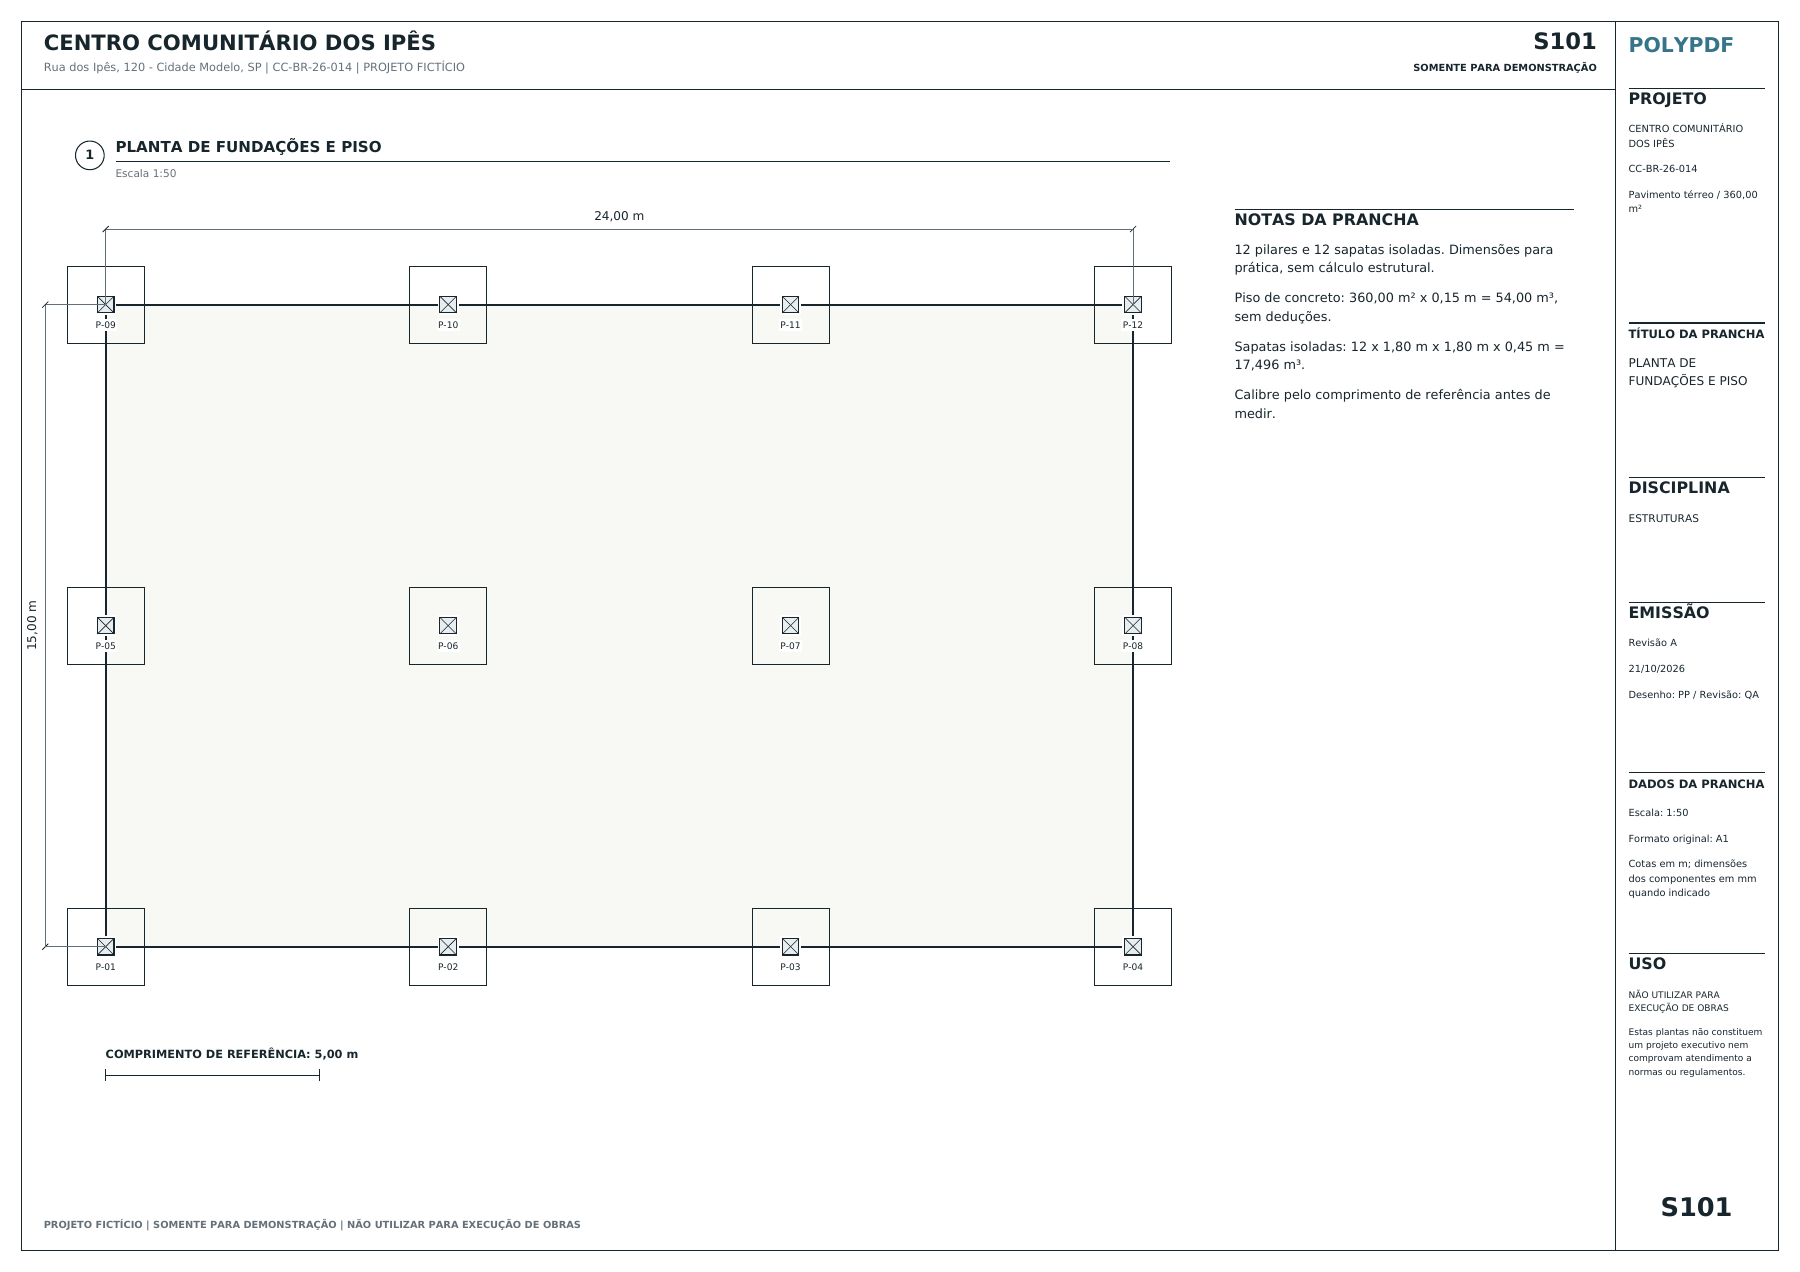 CENTRO COMUNITÁRIO DOS IPÊS
Rua dos Ipês, 120 - Cidade Modelo, SP | CC-BR-26-014 | PROJETO FICTÍCIO
S101
SOMENTE PARA DEMONSTRAÇÃO
1
PLANTA DE FUNDAÇÕES E PISO
Escala 1:50
24,00 m
15,00 m
P-09
P-10
P-11
P-12
P-05
P-06
P-07
P-08
P-01
P-02
P-03
P-04
COMPRIMENTO DE REFERÊNCIA: 5,00 m
NOTAS DA PRANCHA
12 pilares e 12 sapatas isoladas. Dimensões para
prática, sem cálculo estrutural.
Piso de concreto: 360,00 m² x 0,15 m = 54,00 m³,
sem deduções.
Sapatas isoladas: 12 x 1,80 m x 1,80 m x 0,45 m =
17,496 m³.
Calibre pelo comprimento de referência antes de
medir.
POLYPDF
PROJETO
CENTRO COMUNITÁRIO
DOS IPÊS
CC-BR-26-014
Pavimento térreo / 360,00
m²
TÍTULO DA PRANCHA
PLANTA DE
FUNDAÇÕES E PISO
DISCIPLINA
ESTRUTURAS
EMISSÃO
Revisão A
21/10/2026
Desenho: PP / Revisão: QA
DADOS DA PRANCHA
Escala: 1:50
Formato original: A1
Cotas em m; dimensões
dos componentes em mm
quando indicado
USO
NÃO UTILIZAR PARA
EXECUÇÃO DE OBRAS
Estas plantas não constituem
um projeto executivo nem
comprovam atendimento a
normas ou regulamentos.
S101
PROJETO FICTÍCIO | SOMENTE PARA DEMONSTRAÇÃO | NÃO UTILIZAR PARA EXECUÇÃO DE OBRAS